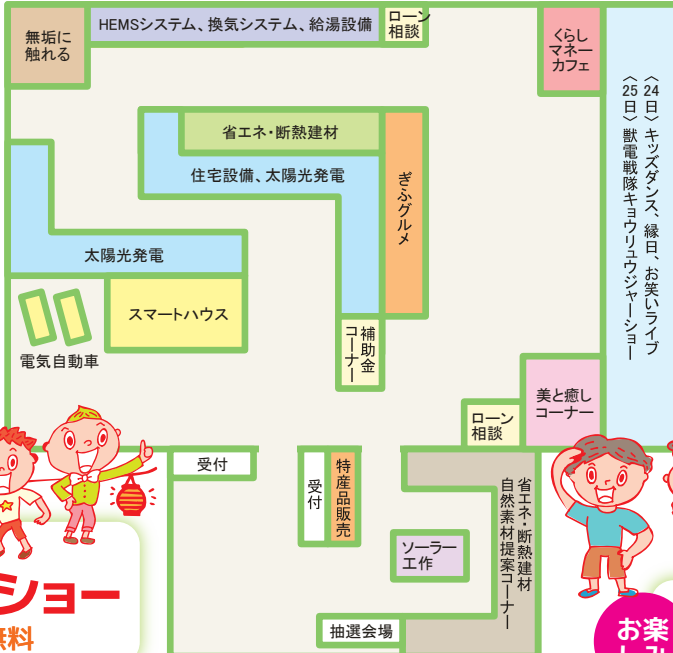 無垢に
触れる
HEMSシステム、換気システム、給湯設備
ローン
相談
くらし
マネー
カフェ
〈24日〉キッズダンス、縁日、お笑いライブ
〈25日〉獣電戦隊キョウリュウジャーショー
省エネ・断熱建材
住宅設備、太陽光発電
ぎふグルメ
太陽光発電
スマートハウス
電気自動車
補助金
コーナー
美と癒し
コーナー
ローン
相談
受付
受付
特産品販売
省エネ・断熱建材
自然素材提案コーナー
ソーラー
工作
抽選会場
ショー
無料
お楽